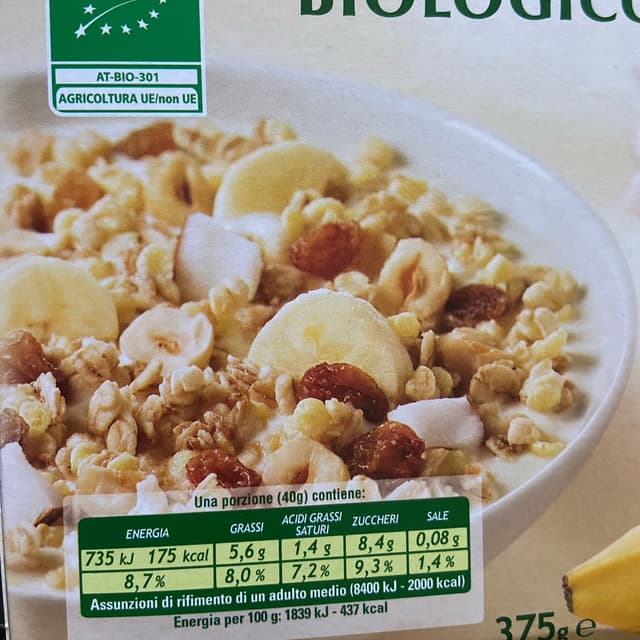 BIOLOGICO
AT-BIO-301
AGRICOLTURA UE/non UE
Una porzione (40g) contiene:
ENERGIA GRASSI ACIDI GRASSI SATURI ZUCCHERI SALE
735 kJ 175 kcal 5,6 g 1,4 g 8,4g 0,08 g
8,7% 8,0% 7,2% 9,3% 1,4%
Assunzioni di rifimento di un adulto medio (8400 kJ - 2000 kcal)
Energia per 100 g: 1839 kJ - 437 kcal
375g e